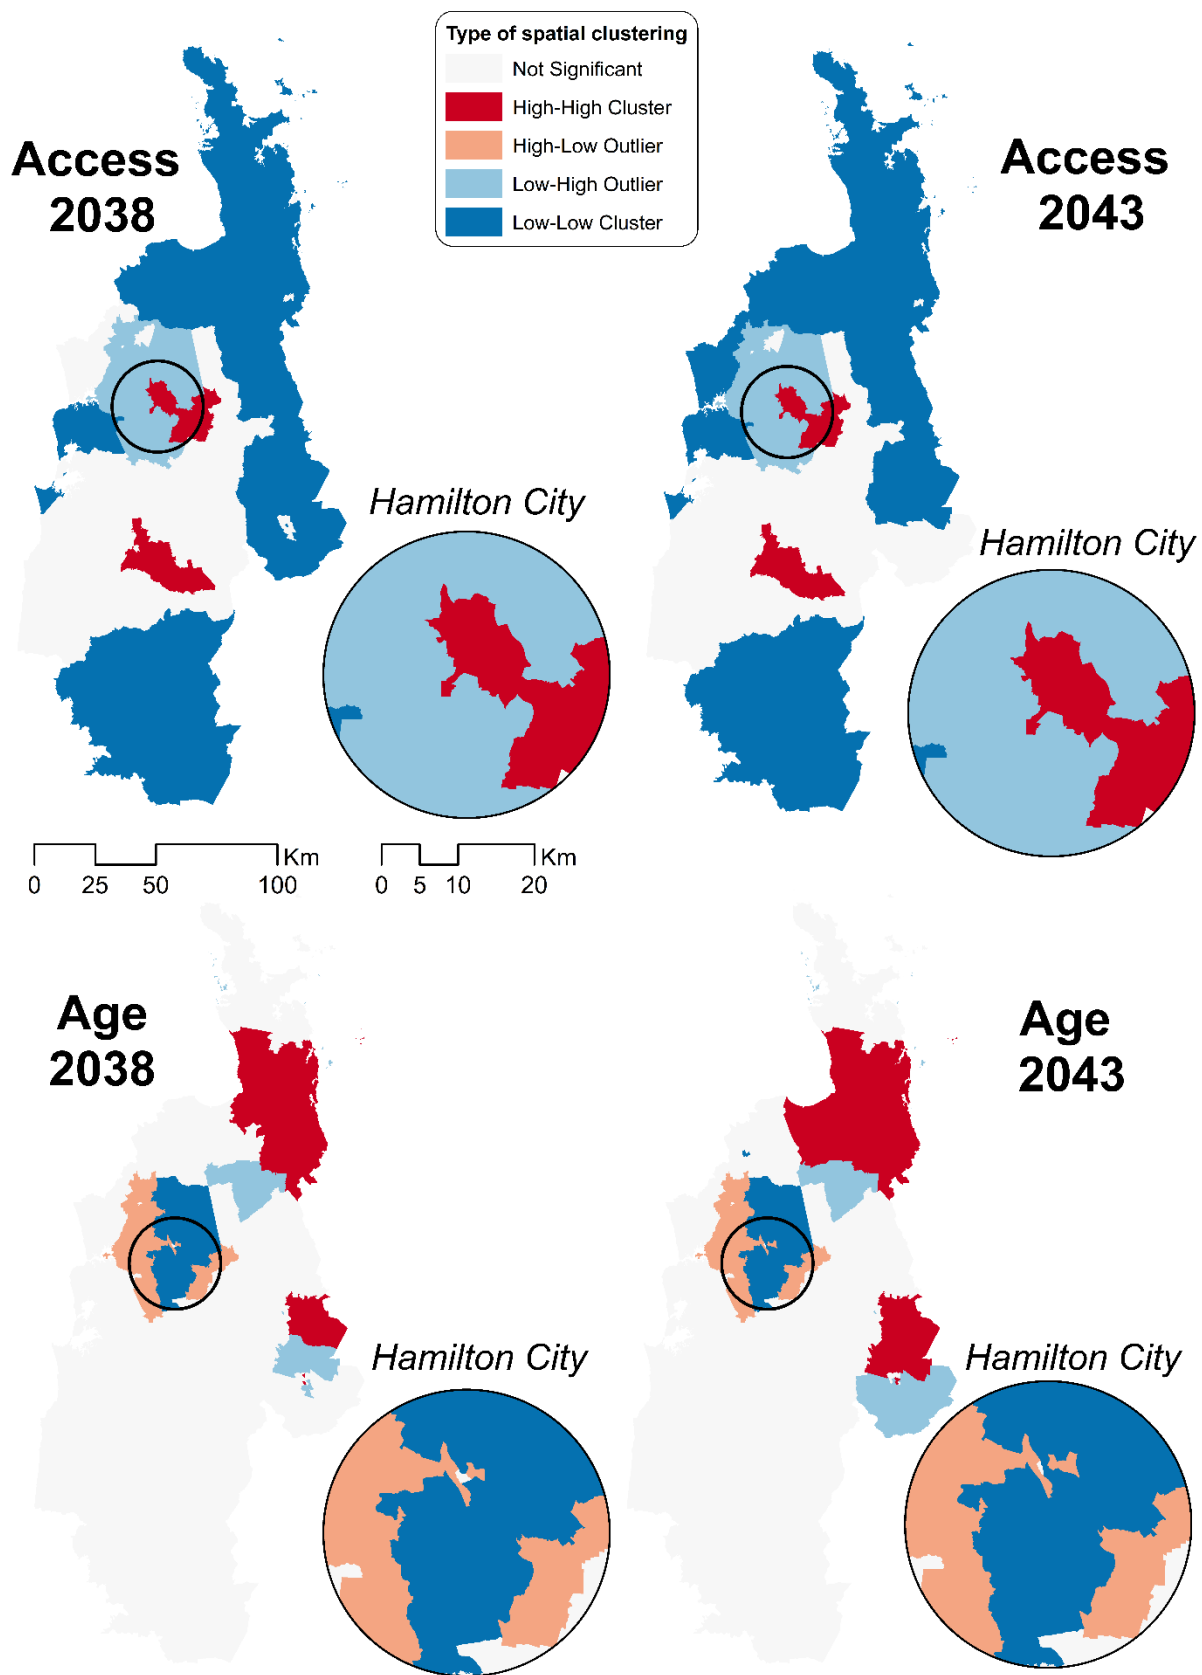 Type of spatial clustering
Not Significant
High-High Cluster
High-Low Outlier
Low-High Outlier
Low-Low Cluster
Access
2038
Access
2043
Hamilton City
Hamilton City
Km
0 25 50 100
Km
0 5 10 20
Age
2038
Age
2043
Hamilton City
Hamilton City